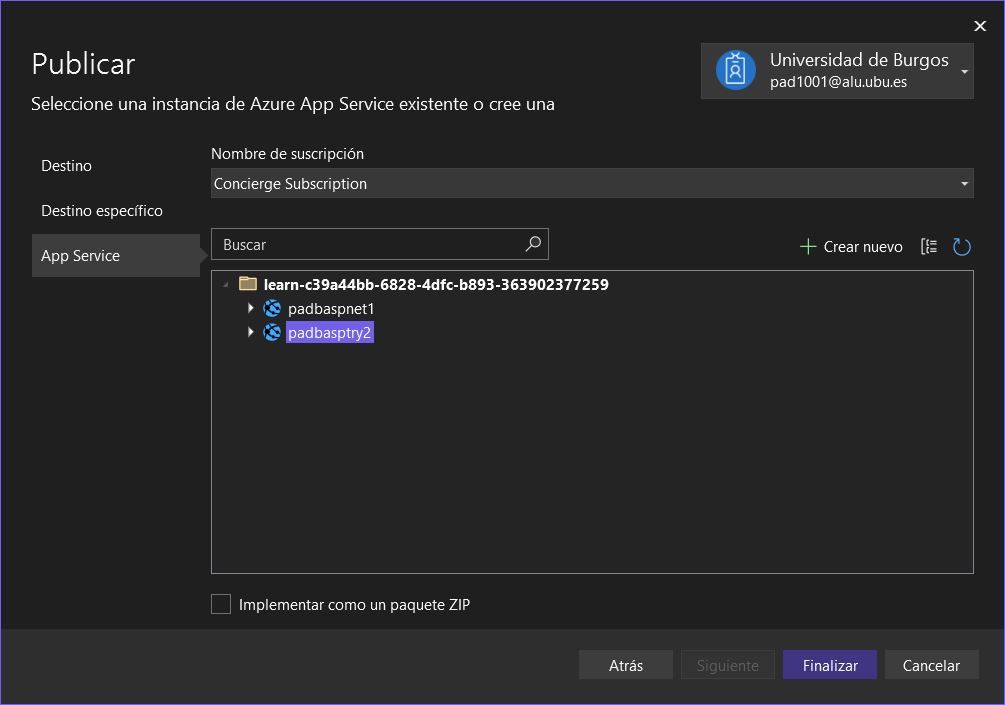 Publicar
Seleccione una instancia de Azure App Service existente o cree una
Universidad de Burgos
pad1001@alu.ubu.es
Destino
Destino específico
App Service
Nombre de suscripción
Concierge Subscription
Buscar
Crear nuevo
learn-c39a44bb-6828-4dfc-b893-363902377259
padbaspnet1
padbasptry2
Implementar como un paquete ZIP
Atrás
Siguiente
Finalizar
Cancelar